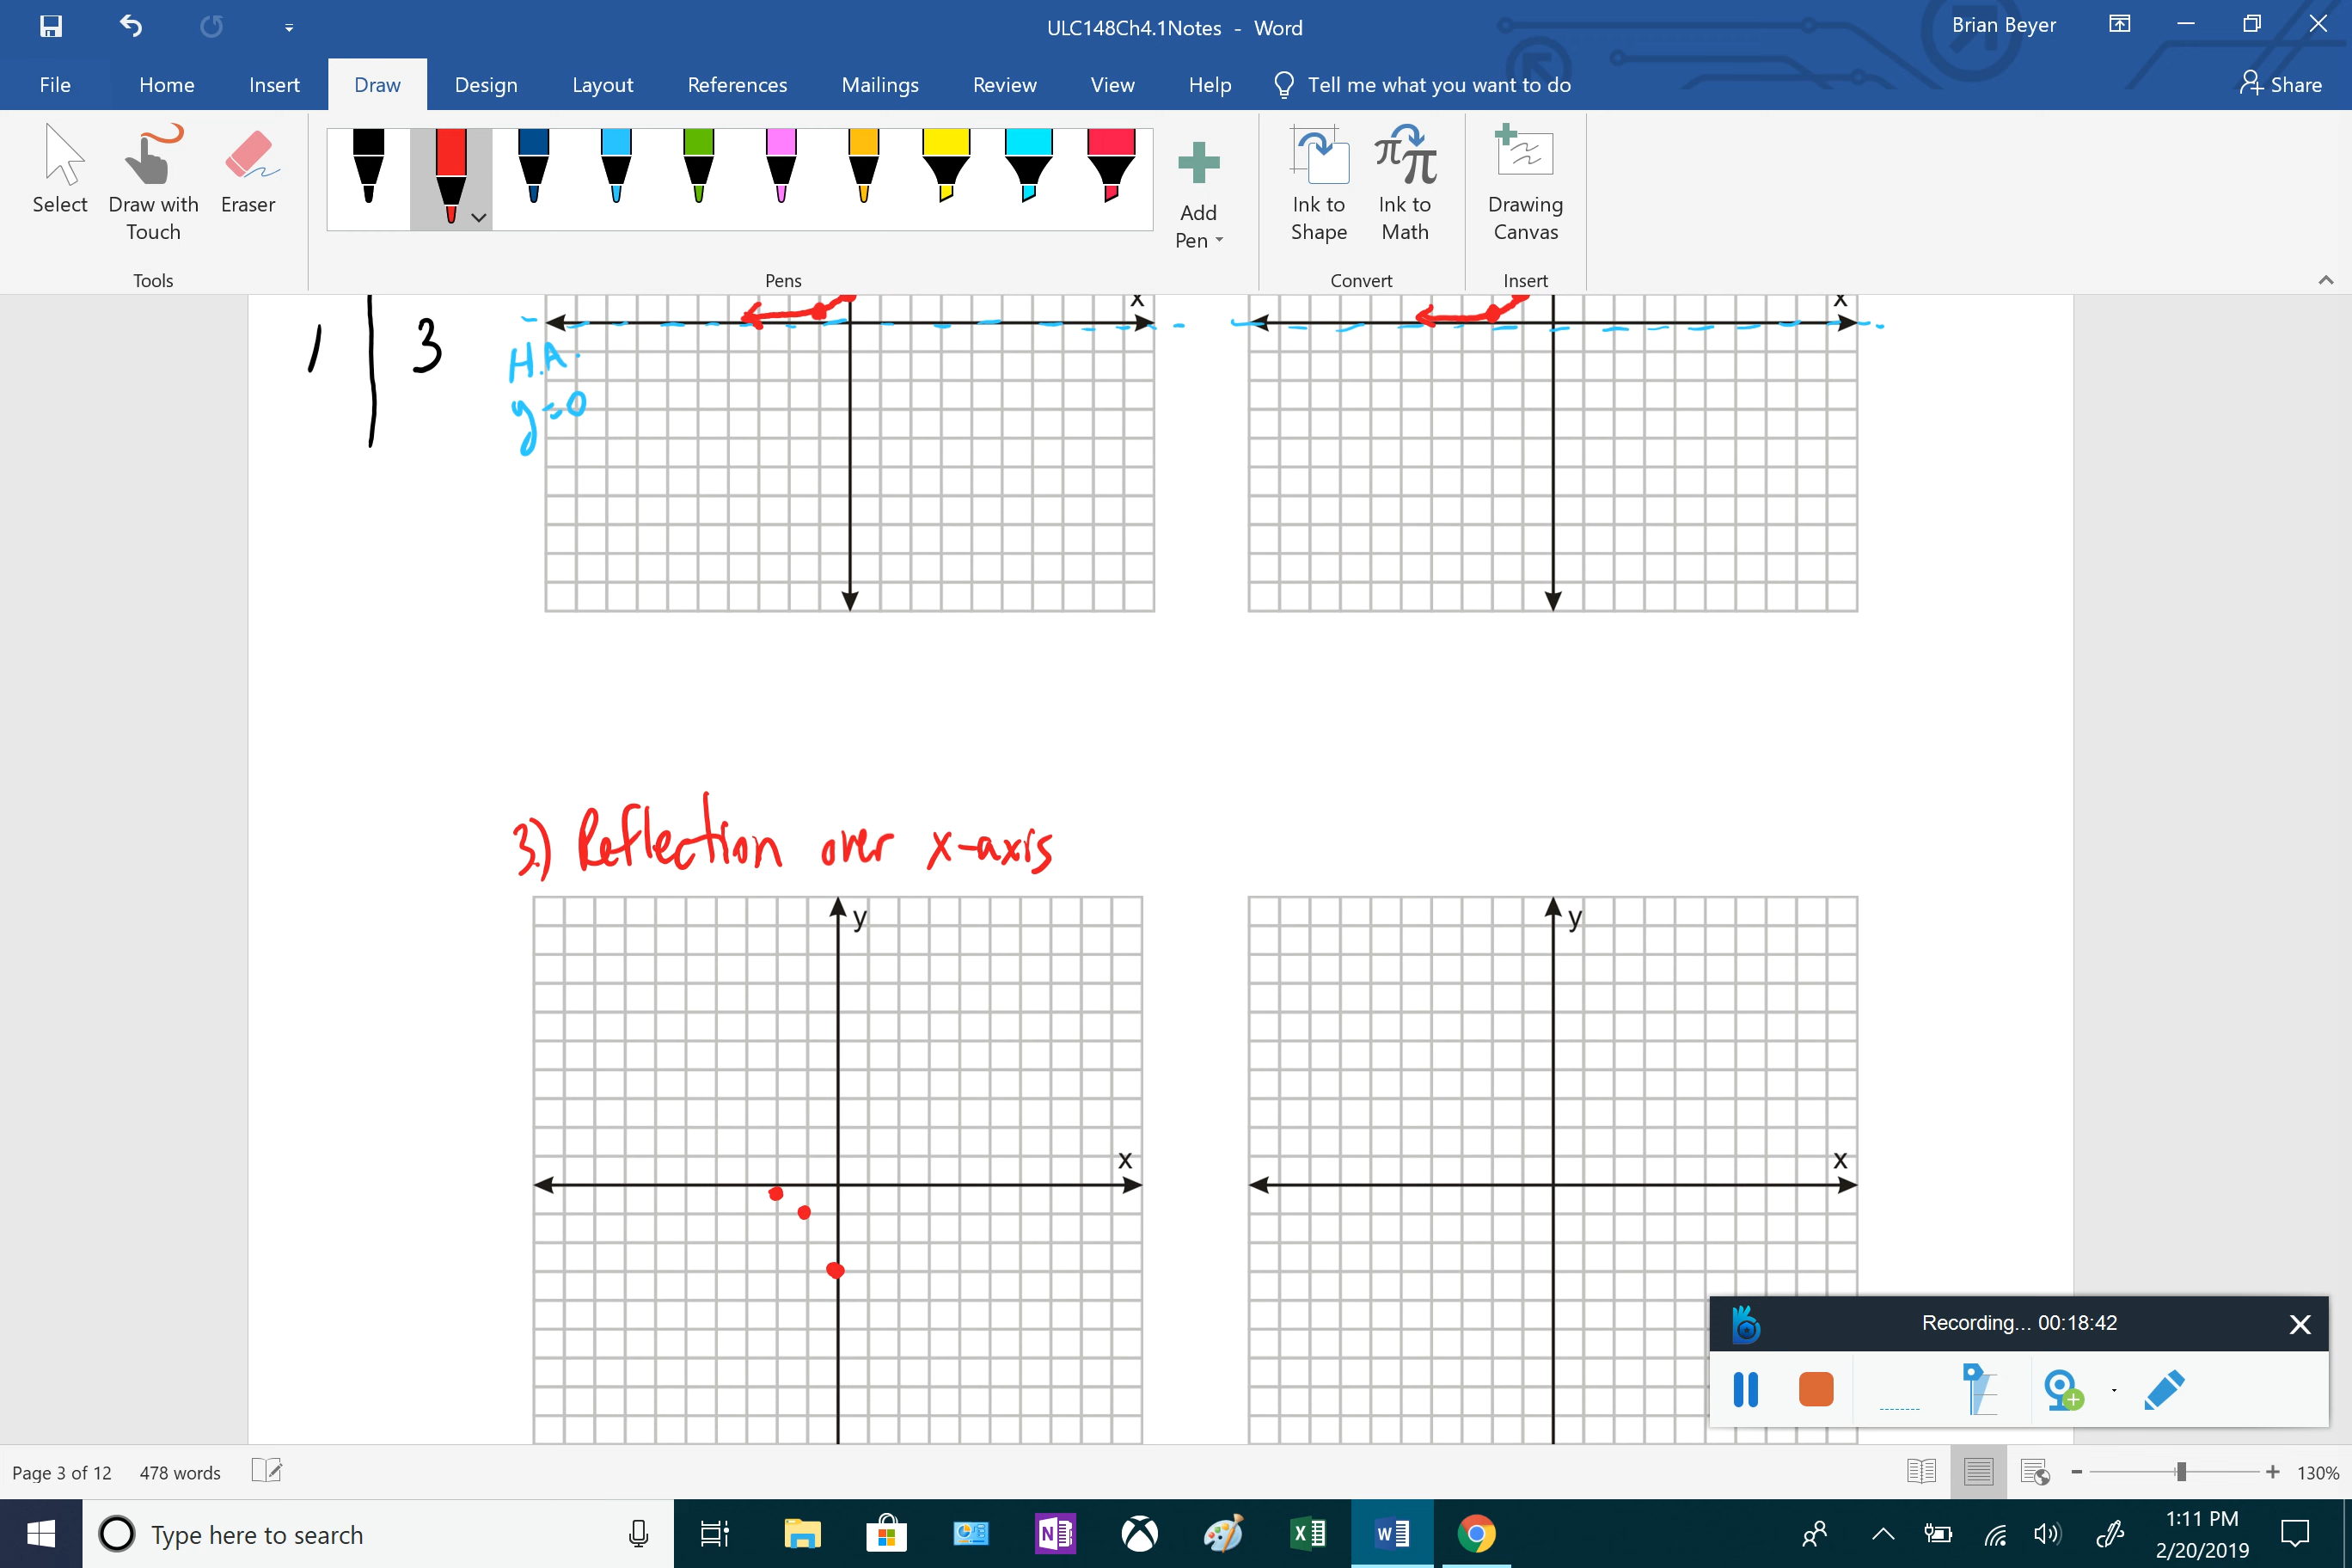 ULC148Ch4.1Notes - Word
Brian Beyer
File Home Insert Draw Design Layout References Mailings Review View Help Tell me what you want to do Share
Select Draw with Touch Eraser
Add Pen
Ink to Shape Ink to Math
Drawing Canvas
Tools Pens Convert Insert
x x
1 3
H.A.
y=0
3.) Reflection over x-axis
y y
x x
Recording... 00:18:42
Page 3 of 12 478 words 130%
Type here to search
1:11 PM
2/20/2019